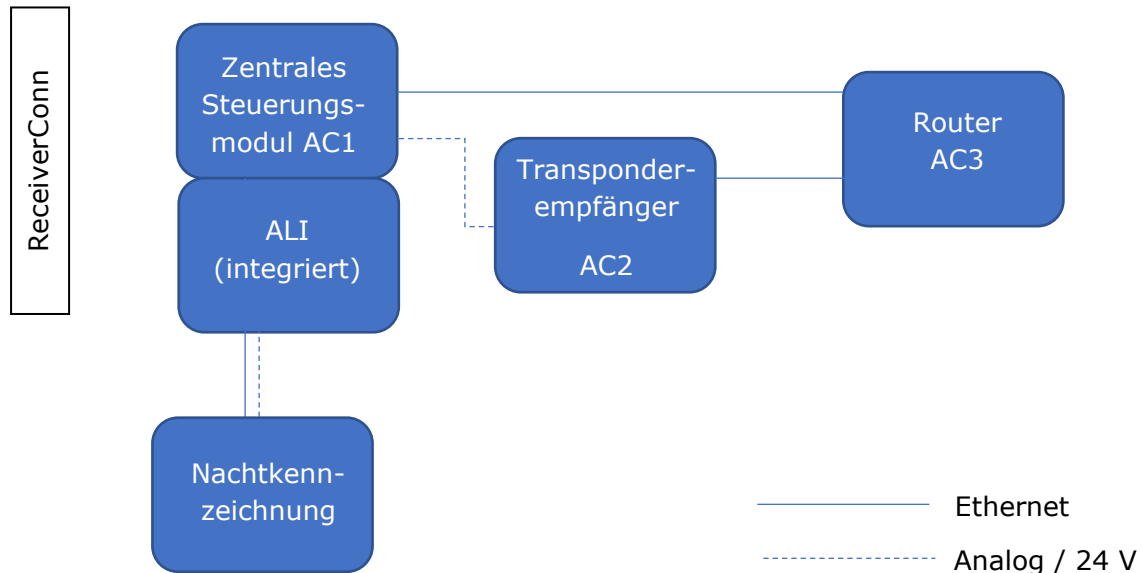 ReceiverConn
Zentrales
Steuerungs-
modul AC1
ALI
(integriert)
Transponder-
empfänger
AC2
Router
AC3
Nachtkenn-
zeichnung
Ethernet
Analog / 24 V